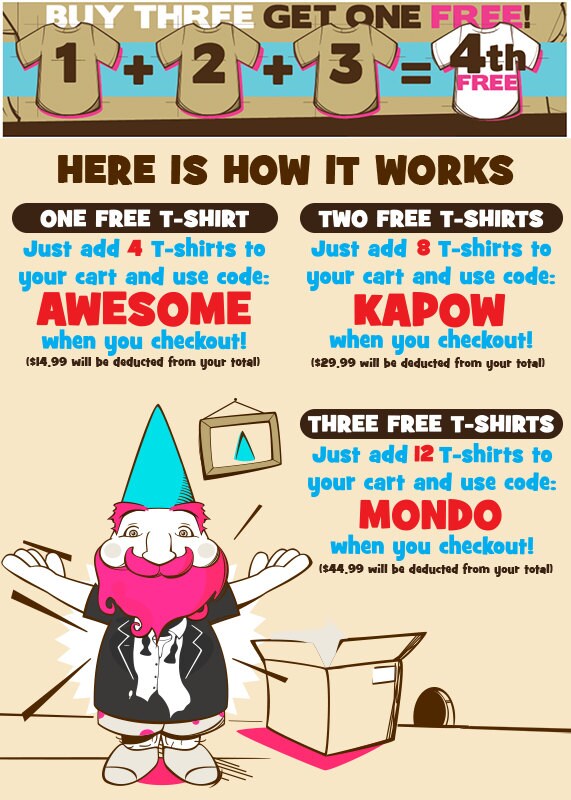 BUY THREE GET ONE FREE!
1 + 2 + 3 = 4th
FREE
HERE IS HOW IT WORKS
ONE FREE T-SHIRT
Just add 4 T-shirts to
your cart and use code:
AWESOME
when you checkout!
($14.99 will be deducted from your total)
TWO FREE T-SHIRTS
Just add 8 T-shirts to
your cart and use code:
KAPOW
when you checkout!
($29.99 will be deducted from your total)
THREE FREE T-SHIRTS
Just add 12 T-shirts to
your cart and use code:
MONDO
when you checkout!
($44.99 will be deducted from your total)